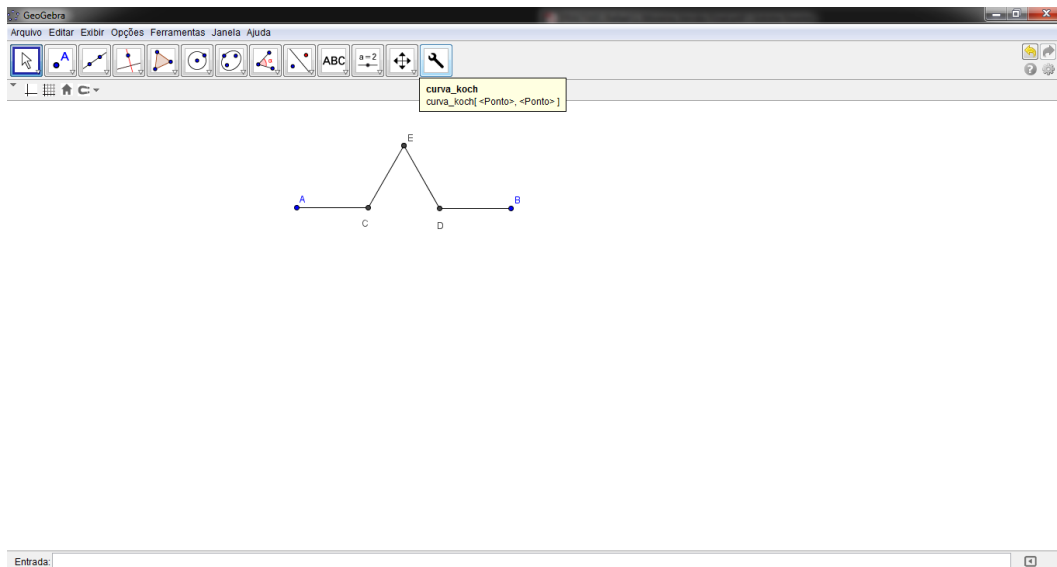 GeoGebra
Arquivo Editar Exibir Opções Ferramentas Janela Ajuda
A
ABC
a=2
curva_koch
curva_koch[ <Ponto>, <Ponto> ]
E
A
B
C
D
Entrada: